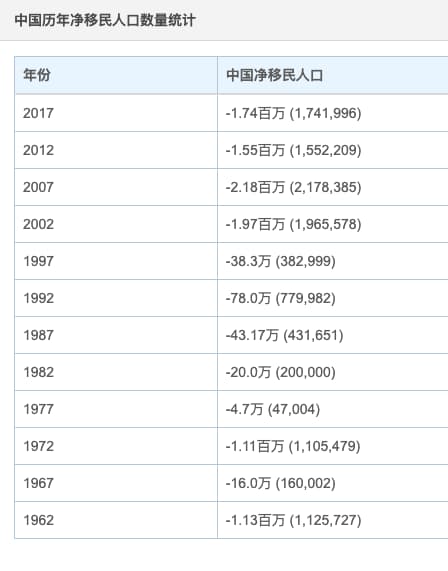 中国历年净移民人口数量统计
年份 中国净移民人口
2017 -1.74百万 (1,741,996)
2012 -1.55百万 (1,552,209)
2007 -2.18百万 (2,178,385)
2002 -1.97百万 (1,965,578)
1997 -38.3万 (382,999)
1992 -78.0万 (779,982)
1987 -43.17万 (431,651)
1982 -20.0万 (200,000)
1977 -4.7万 (47,004)
1972 -1.11百万 (1,105,479)
1967 -16.0万 (160,002)
1962 -1.13百万 (1,125,727)